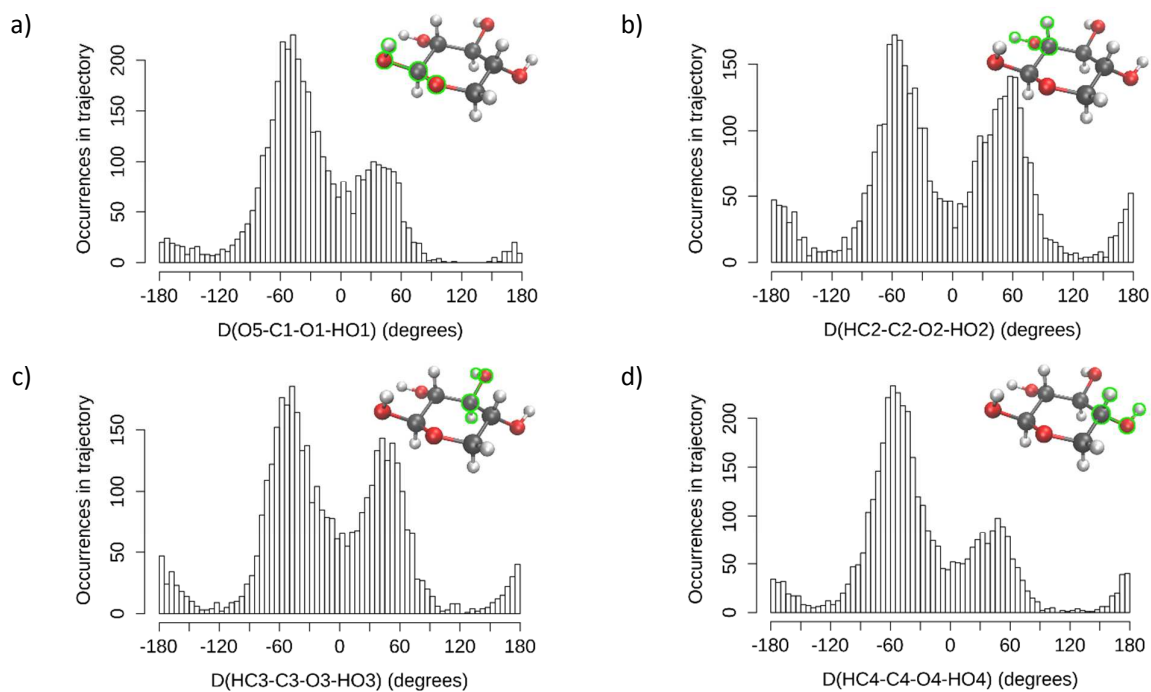 a)
Occurrences in trajectory
200
150
100
50
0
-180 -120 -60 0 60 120 180
D(O5-C1-O1-HO1) (degrees)
b)
Occurrences in trajectory
150
100
50
0
-180 -120 -60 0 60 120 180
D(HC2-C2-O2-HO2) (degrees)
c)
Occurrences in trajectory
150
100
50
0
-180 -120 -60 0 60 120 180
D(HC3-C3-O3-HO3) (degrees)
d)
Occurrences in trajectory
200
150
100
50
0
-180 -120 -60 0 60 120 180
D(HC4-C4-O4-HO4) (degrees)